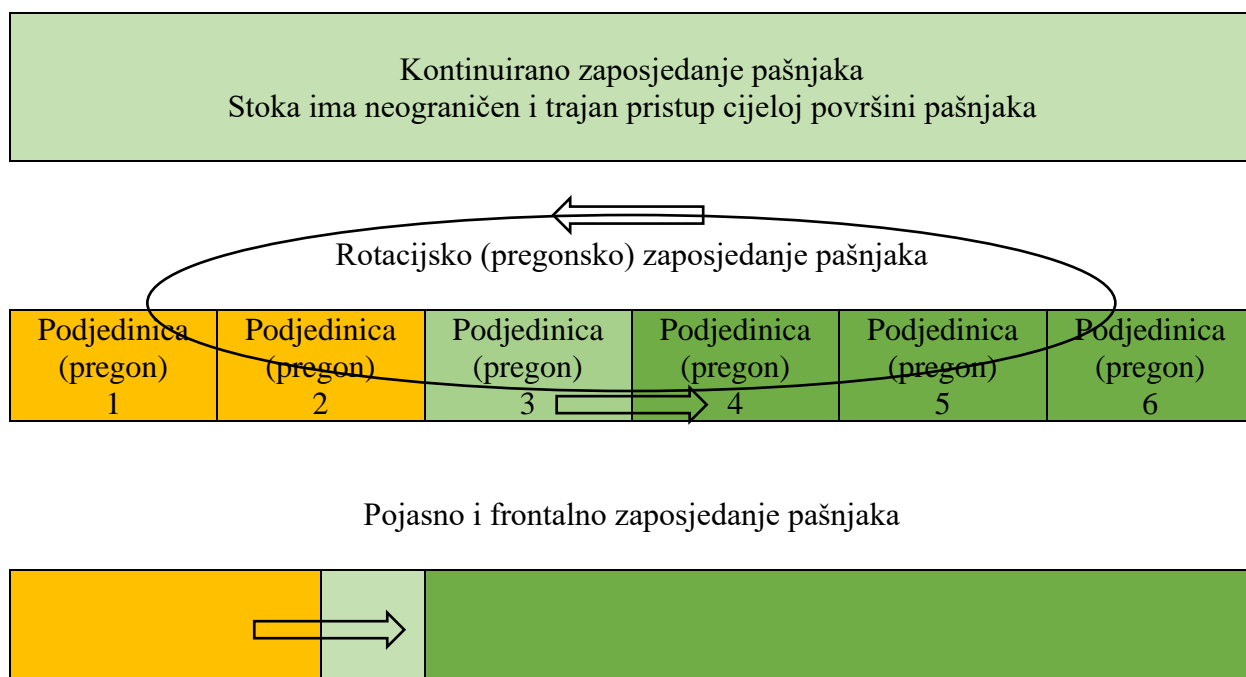 Kontinuirano zaposjedanje pašnjaka
Stoka ima neograničen i trajan pristup cijeloj površini pašnjaka
Rotacijsko (pregonsko) zaposjedanje pašnjaka
Podjedinica (pregon) 1
Podjedinica (pregon) 2
Podjedinica (pregon) 3
Podjedinica (pregon) 4
Podjedinica (pregon) 5
Podjedinica (pregon) 6
Pojasno i frontalno zaposjedanje pašnjaka